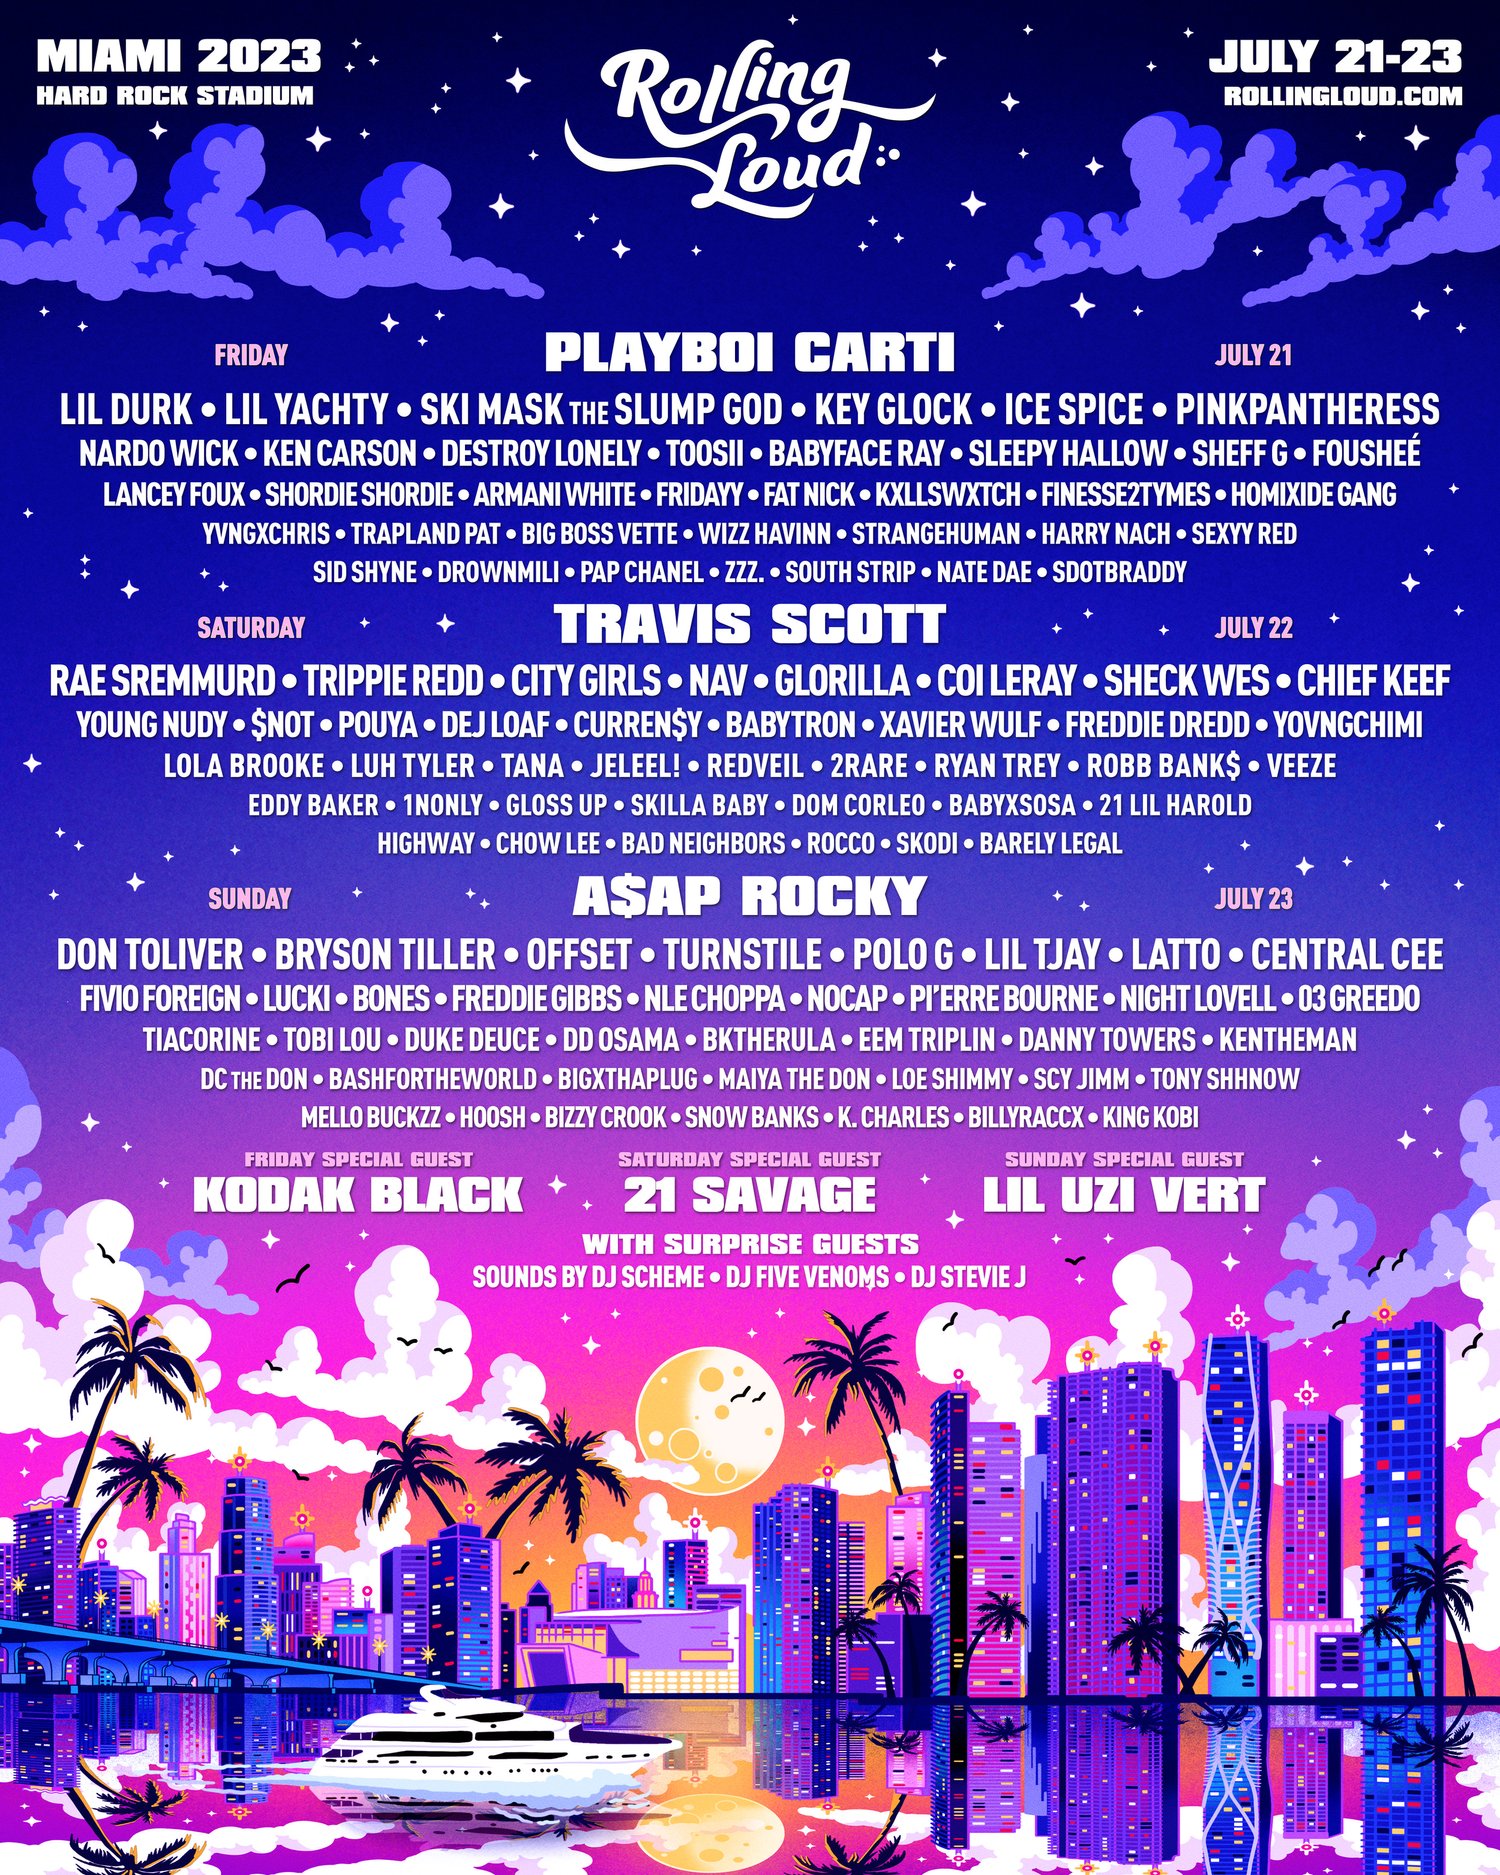 MIAMI 2023
HARD ROCK STADIUM
Rolling
Loud
JULY 21-23
ROLLINGLOUD.COM
FRIDAY
PLAYBOI CARTI
JULY 21
LIL DURK • LIL YACHTY • SKI MASK THE SLUMP GOD • KEY GLOCK • ICE SPICE • PINKPANTHERESS
NARDO WICK • KEN CARSON • DESTROY LONELY • TOOSII • BABYFACE RAY • SLEEPY HALLOW • SHEFF G • FOUSHEÉ
LANCEY FOUX • SHORDIE SHORDIE • ARMANI WHITE • FRIDAYY • FAT NICK • KXLLSWXTCH • FINESSE2TYMES • HOMIXIDE GANG
YVNGXCHRIS • TRAPLAND PAT • BIG BOSS VETTE • WIZZ HAVINN • STRANGEHUMAN • HARRY NACH • SEXYY RED
SID SHYNE • DROWNMILI • PAP CHANEL • ZZZ. • SOUTH STRIP • NATE DAE • SDOTBRADDY
SATURDAY
TRAVIS SCOTT
JULY 22
RAE SREMMURD • TRIPPIE REDD • CITY GIRLS • NAV • GLORILLA • COI LERAY • SHECK WES • CHIEF KEEF
YOUNG NUDY • $NOT • POUYA • DEJ LOAF • CURREN$Y • BABYTRON • XAVIER WULF • FREDDIE DREDD • YOVNGCHIMI
LOLA BROOKE • LUH TYLER • TANA • JELEEL! • REDVEIL • 2RARE • RYAN TREY • ROBB BANK$ • VEEZE
EDDY BAKER • 1NONLY • GLOSS UP • SKILLA BABY • DOM CORLEO • BABYXSOSA • 21 LIL HAROLD
HIGHWAY • CHOW LEE • BAD NEIGHBORS • ROCCO • SKODI • BARELY LEGAL
SUNDAY
A$AP ROCKY
JULY 23
DON TOLIVER • BRYSON TILLER • OFFSET • TURNSTILE • POLO G • LIL TJAY • LATTO • CENTRAL CEE
FIVIO FOREIGN • LUCKI • BONES • FREDDIE GIBBS • NLE CHOPPA • NOCAP • PI'ERRE BOURNE • NIGHT LOVELL • 03 GREEDO
TIACORINE • TOBI LOU • DUKE DEUCE • DD OSAMA • BKTHERULA • EEM TRIPLIN • DANNY TOWERS • KENTHEMAN
DC THE DON • BASHFORTHEWORLD • BIGXTHAPLUG • MAIYA THE DON • LOE SHIMMY • SCY JIMM • TONY SHHNOW
MELLO BUCKZZ • HOOSH • BIZZY CROOK • SNOW BANKS • K. CHARLES • BILLYRACCX • KING KOBI
FRIDAY SPECIAL GUEST
KODAK BLACK
SATURDAY SPECIAL GUEST
21 SAVAGE
SUNDAY SPECIAL GUEST
LIL UZI VERT
WITH SURPRISE GUESTS
SOUNDS BY DJ SCHEME • DJ FIVE VENOMS • DJ STEVIE J